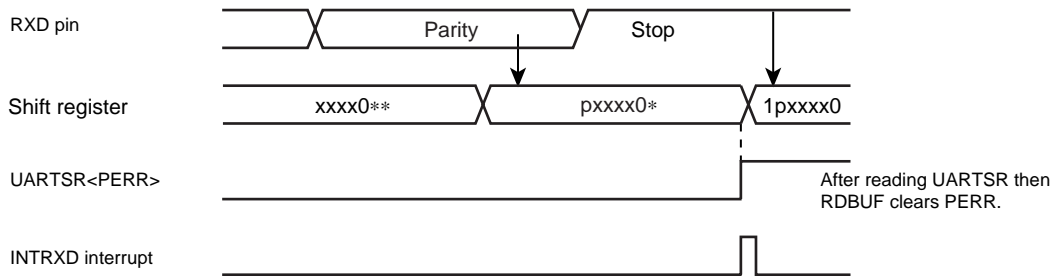 RXD pin
Parity
Stop
Shift register
xxxx0**
pxxxx0*
1pxxxx0
UARTSR<PERR>
After reading UARTSR then
RDBUF clears PERR.
INTRXD interrupt